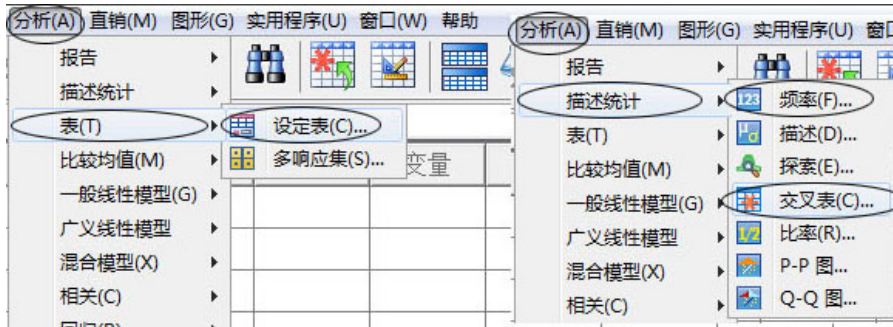 分析(A) 直销(M) 图形(G) 实用程序(U) 窗口(W) 帮助
报告
描述统计
表(T)
设定表(C)...
比较均值(M)
多响应集(S)...
变量
一般线性模型(G)
广义线性模型
混合模型(X)
相关(C)
分析(A) 直销(M) 图形(G) 实用程序(U)
报告
描述统计
123 频率(F)...
表(T)
描述(D)...
比较均值(M)
探索(E)...
一般线性模型(G)
交叉表(C)...
广义线性模型
1/2 比率(R)...
混合模型(X)
P-P 图...
相关(C)
Q-Q 图...